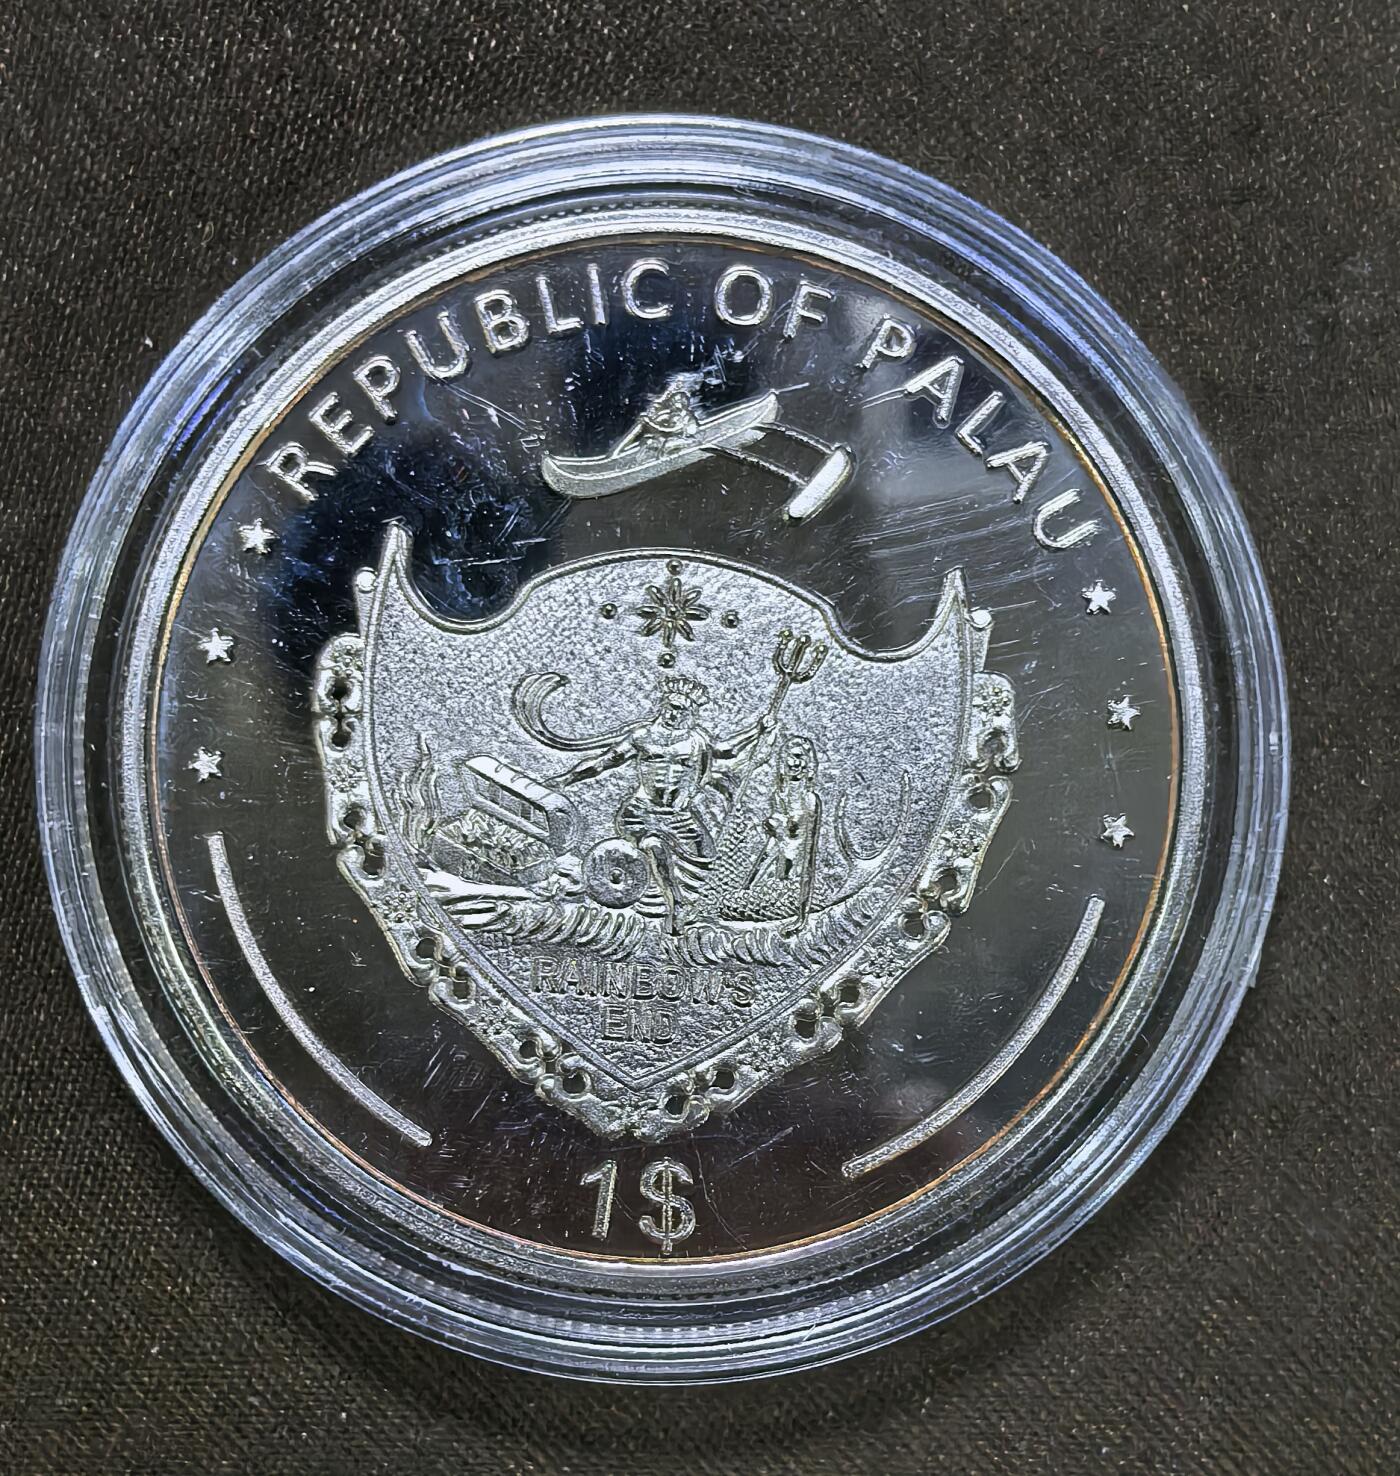 REPUBLIC OF PALAU
RAINBOW'S
END
1$